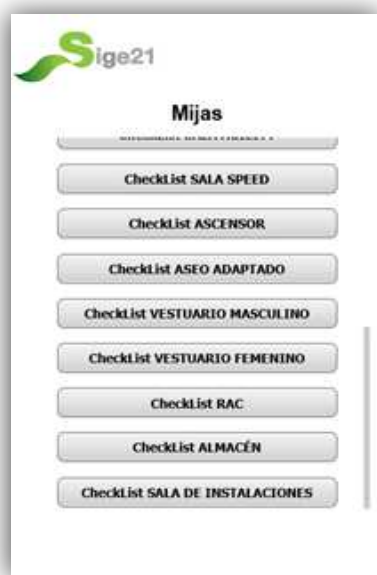 Sige21
Mijas
CheckList SALA SPEED
CheckList ASCENSOR
CheckList ASEO ADAPTADO
CheckList VESTUARIO MASCULINO
CheckList VESTUARIO FEMENINO
CheckList RAC
CheckList ALMACÉN
CheckList SALA DE INSTALACIONES